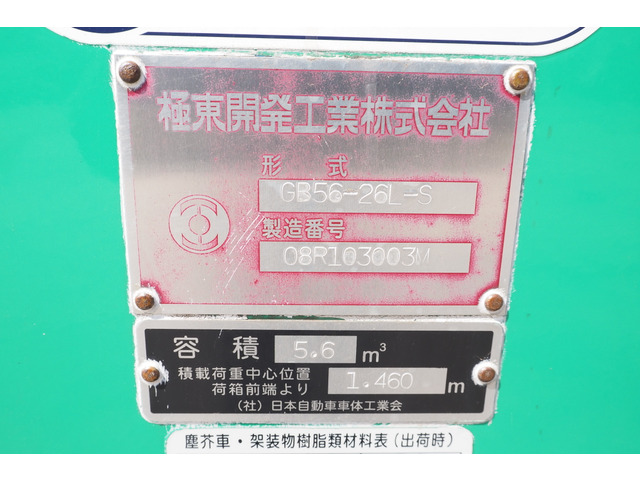 極東開発工業株式会社
形 式
GB56-26L-S
製造番号
08R103003M
容 積 5.6 m³
積載荷重中心位置
荷箱前端より 1.460 m
(社)日本自動車車体工業会
塵芥車・架装物樹脂類材料表(出荷時)